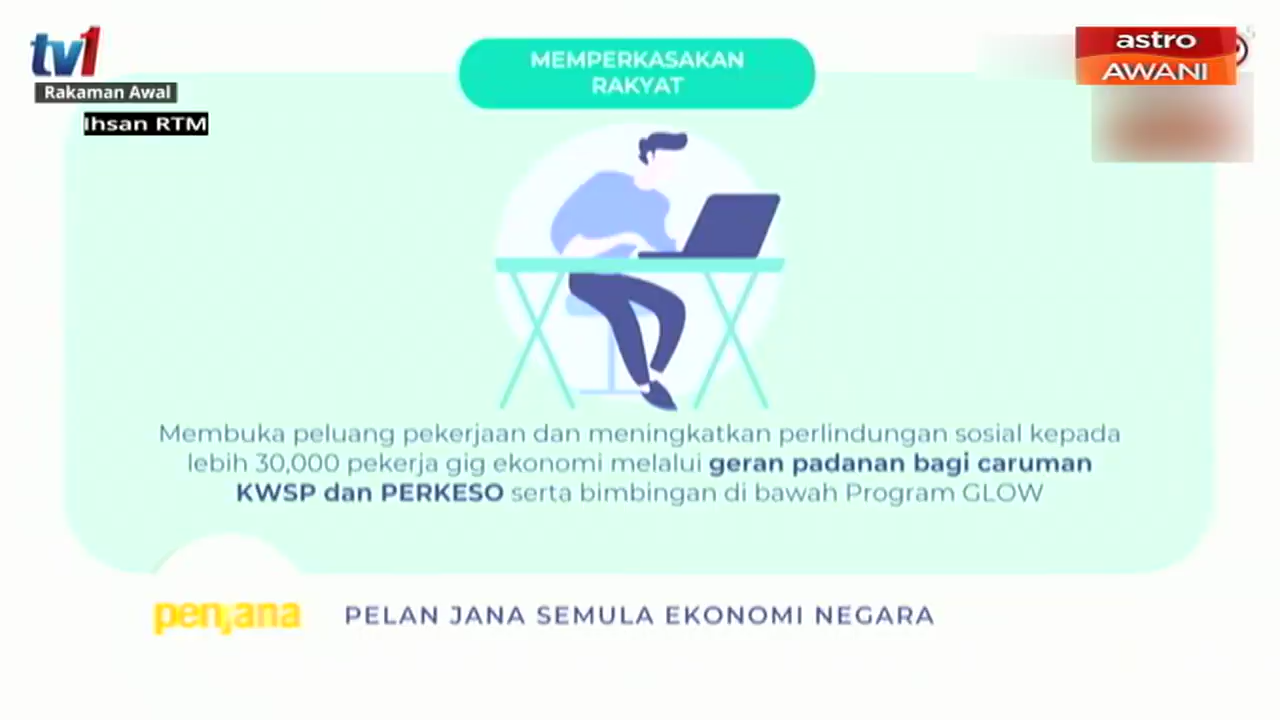 tv1
Rakaman Awal
Ihsan RTM
astro
AWANI
MEMPERKASAKAN
RAKYAT
Membuka peluang pekerjaan dan meningkatkan perlindungan sosial kepada
lebih 30,000 pekerja gig ekonomi melalui geran padanan bagi caruman
KWSP dan PERKESO serta bimbingan di bawah Program GLOW
penjana
PELAN JANA SEMULA EKONOMI NEGARA